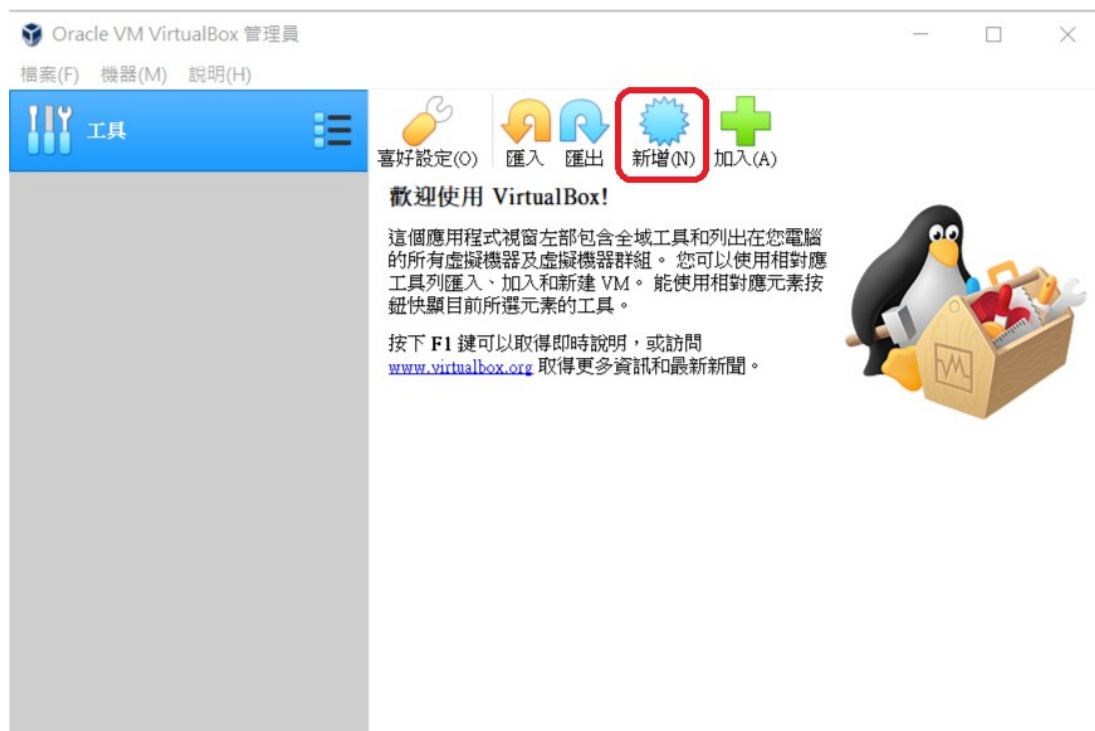 Oracle VM VirtualBox 管理員
檔案(F) 機器(M) 說明(H)
工具
喜好設定(O) 匯入 匯出 新增(N) 加入(A)
歡迎使用 VirtualBox!
這個應用程式視窗左部包含全域工具和列出在您電腦
的所有虛擬機器及虛擬機器群組。 您可以使用相對應
工具列匯入、加入和新建 VM。 能使用相對應元素按
鈕快顯目前所選元素的工具。
按下 F1 鍵可以取得即時說明，或訪問
www.virtualbox.org 取得更多資訊和最新新聞。